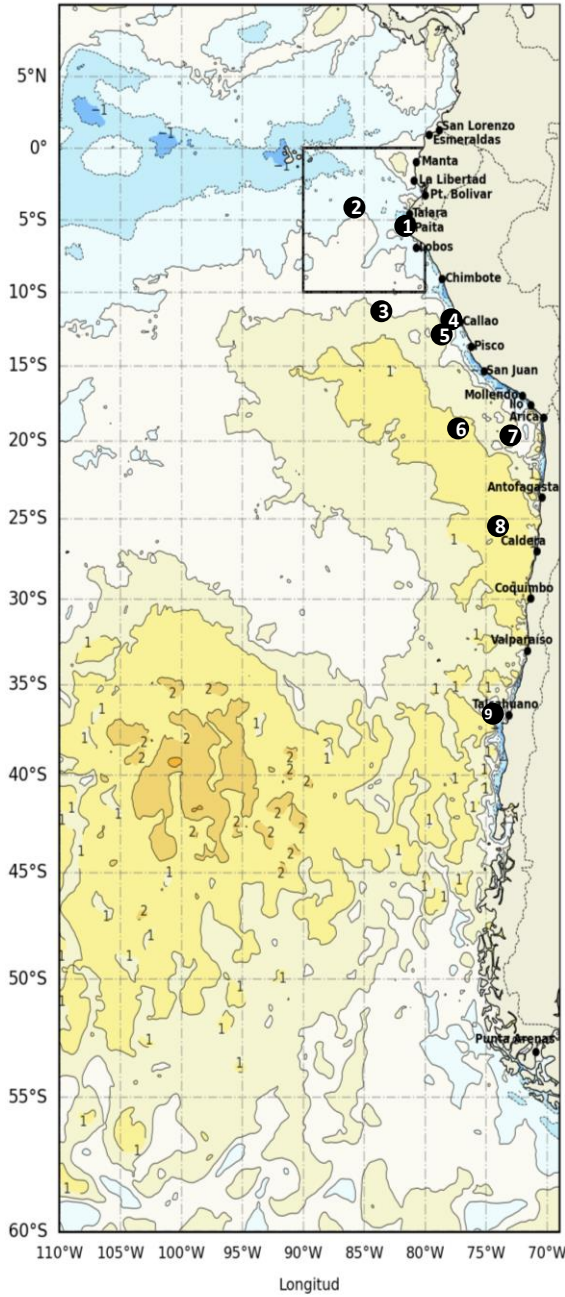 5°N
San Lorenzo
Esmeraldas
0°
Manta
La Libertad
Pt. Bolivar
2
Talara
1
Paita
5°S
Lobos
Chimbote
10°S
3
4
Callao
5
Pisco
15°S
San Juan
Mollendo
Ilo
Arica
6
7
20°S
Antofagasta
25°S
8
Caldera
Coquimbo
30°S
Valparaíso
35°S
Talcahuano
9
40°S
45°S
50°S
Punta Arenas
55°S
60°S
110°W 105°W 100°W 95°W 90°W 85°W 80°W 75°W 70°W
Longitud